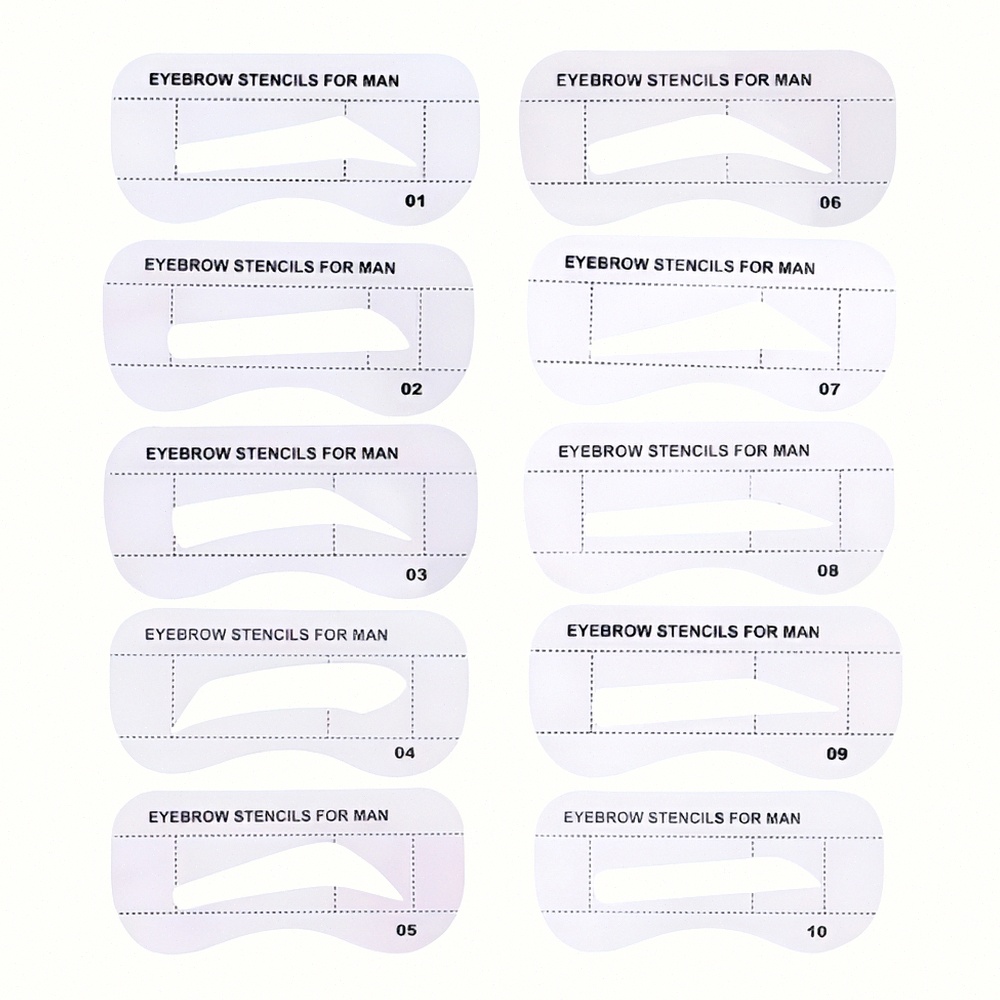 EYEBROW STENCILS FOR MAN
01
EYEBROW STENCILS FOR MAN
02
EYEBROW STENCILS FOR MAN
03
EYEBROW STENCILS FOR MAN
04
EYEBROW STENCILS FOR MAN
05
EYEBROW STENCILS FOR MAN
06
EYEBROW STENCILS FOR MAN
07
EYEBROW STENCILS FOR MAN
08
EYEBROW STENCILS FOR MAN
09
EYEBROW STENCILS FOR MAN
10